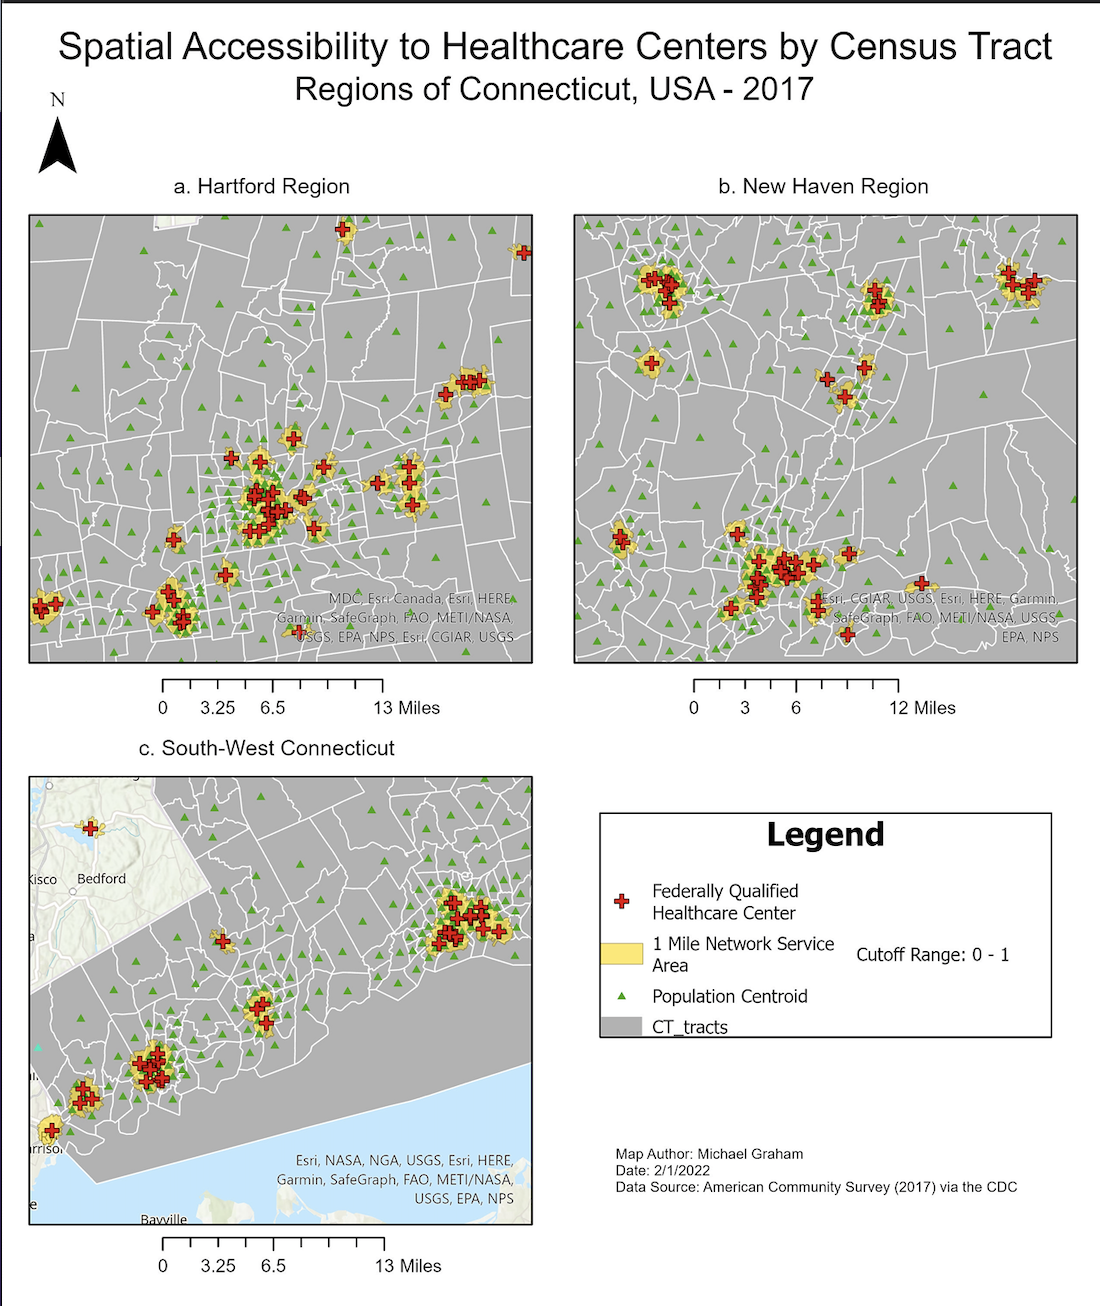 Spatial Accessibility to Healthcare Centers by Census Tract
Regions of Connecticut, USA - 2017
N
a. Hartford Region
b. New Haven Region
MDC, Esri Canada, Esri, HERE,
Garmin, SafeGraph, FAO, METI/NASA,
USGS, EPA, NPS, Esri, CGIAR, USGS
Esri, CGIAR, USGS, Esri, HERE, Garmin,
SafeGraph, FAO, METI/NASA, USGS,
EPA, NPS
0 3.25 6.5 13 Miles
0 3 6 12 Miles
c. South-West Connecticut
Kisco
Bedford
a
rrison
e
Bayville
Esri, NASA, NGA, USGS, Esri, HERE,
Garmin, SafeGraph, FAO, METI/NASA,
USGS, EPA, NPS
0 3.25 6.5 13 Miles
Legend
Federally Qualified
Healthcare Center
1 Mile Network Service
Area
Cutoff Range: 0 - 1
Population Centroid
CT_tracts
Map Author: Michael Graham
Date: 2/1/2022
Data Source: American Community Survey (2017) via the CDC